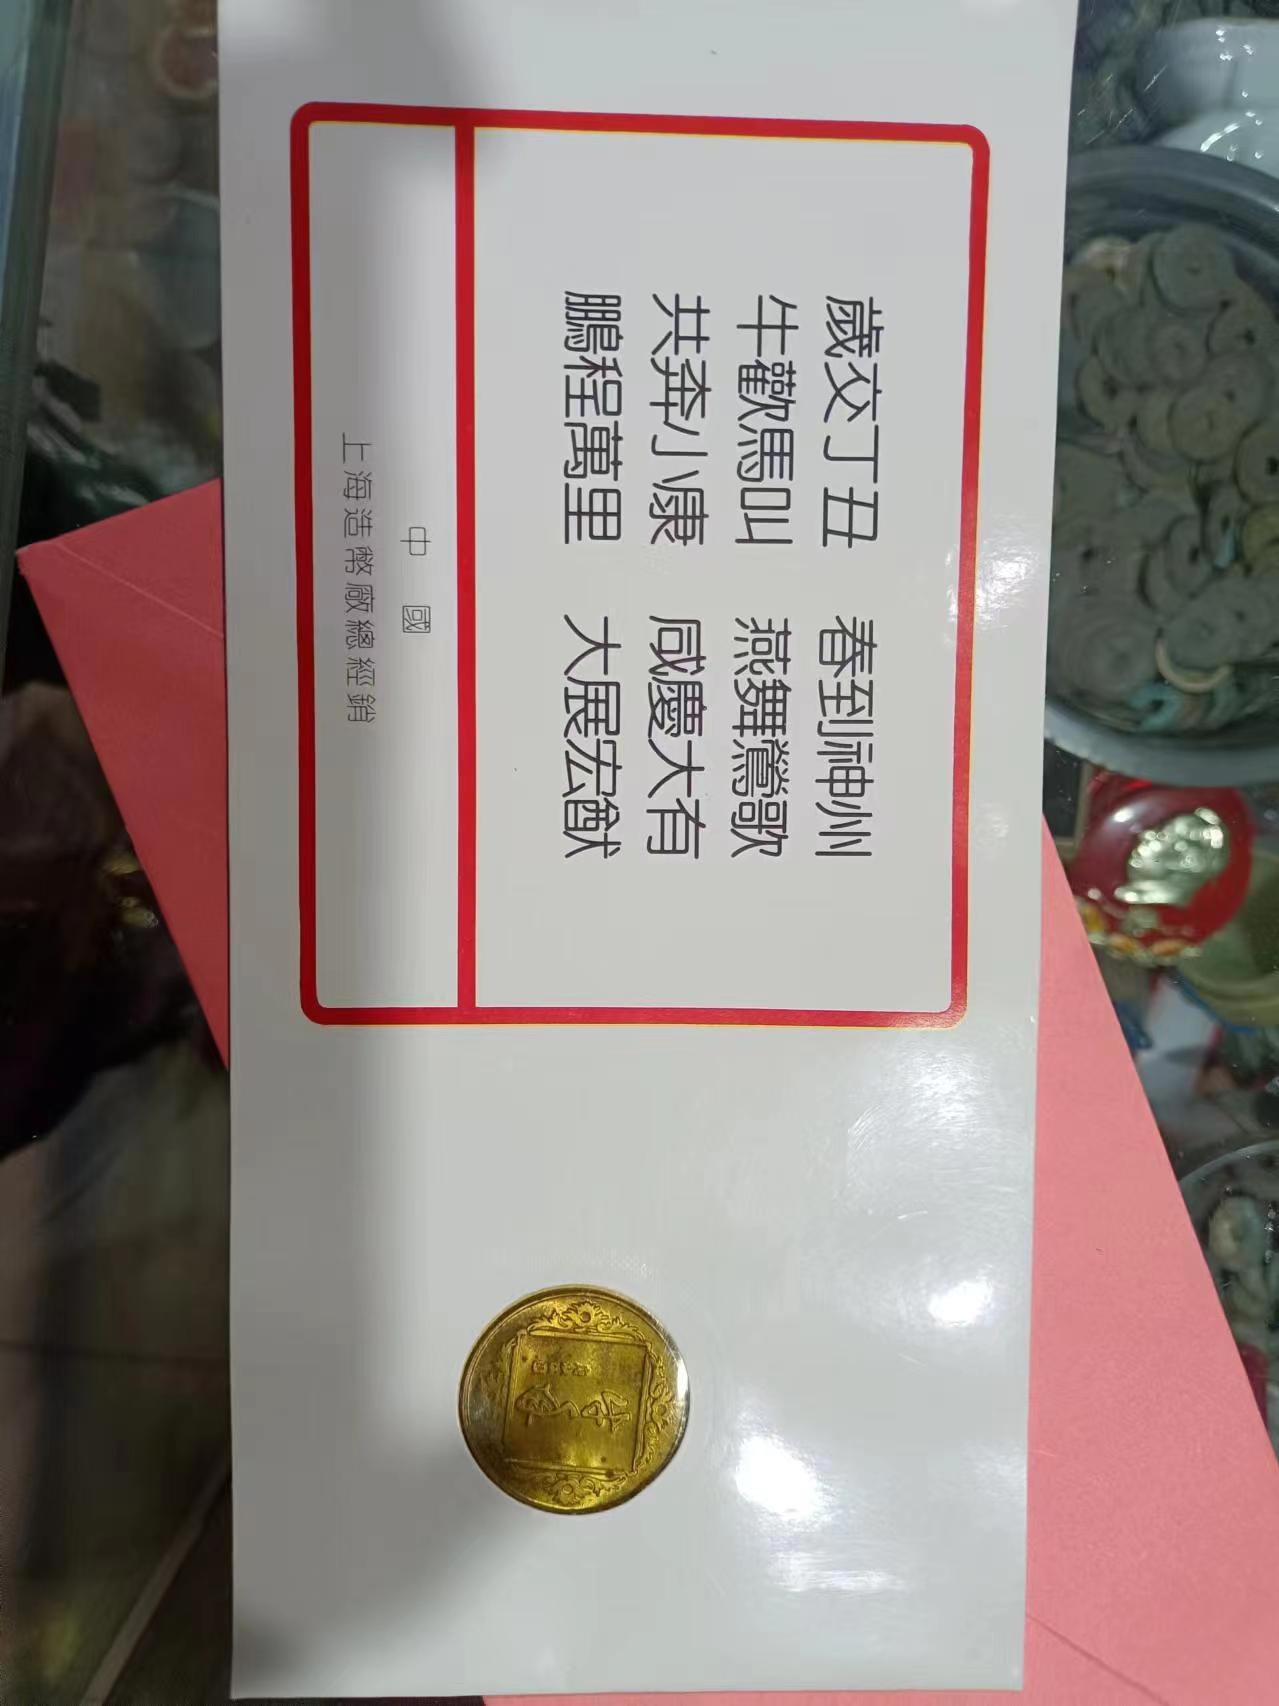 歲交丁丑 春到神州
牛歡馬叫 燕舞鶯歌
共奔小康 咸慶大有
鵬程萬里 大展宏猷
中國
上海造幣廠總經銷